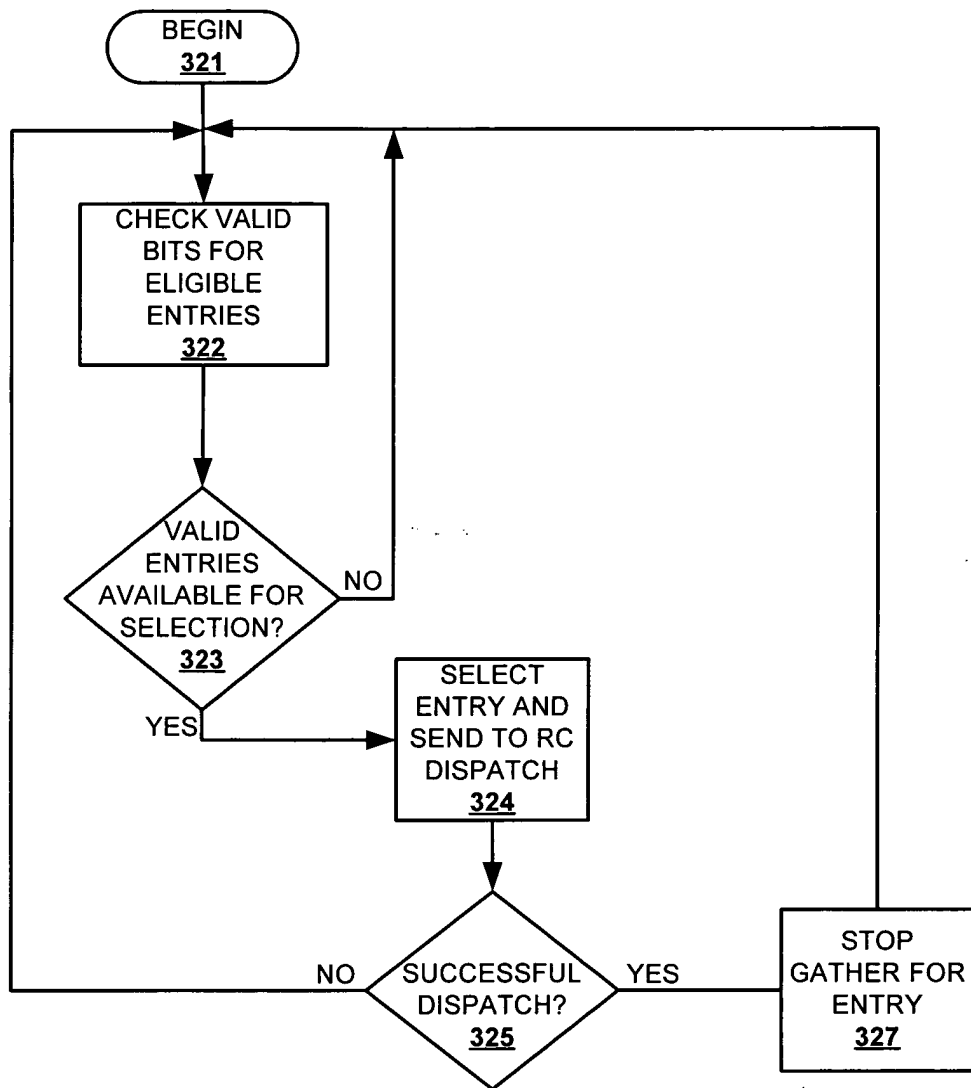 BEGIN
321
CHECK VALID
BITS FOR
ELIGIBLE
ENTRIES
322
VALID
ENTRIES
AVAILABLE FOR
SELECTION?
323
NO
YES
SELECT
ENTRY AND
SEND TO RC
DISPATCH
324
NO
SUCCESSFUL
DISPATCH?
325
YES
STOP
GATHER FOR
ENTRY
327